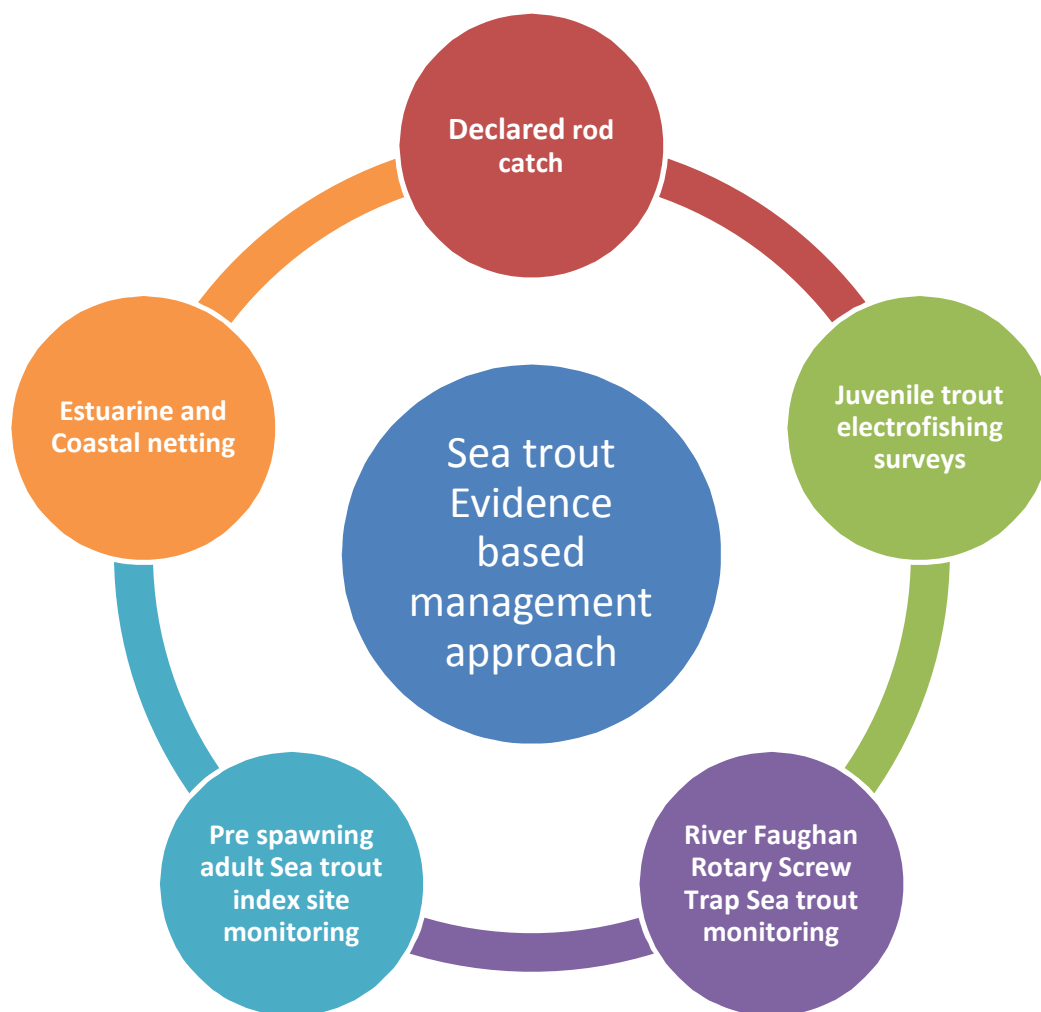 Declared rod
catch
Juvenile trout
electrofishing
surveys
River Faughan
Rotary Screw
Trap Sea trout
monitoring
Pre spawning
adult Sea trout
index site
monitoring
Estuarine and
Coastal netting
Sea trout
Evidence
based
management
approach